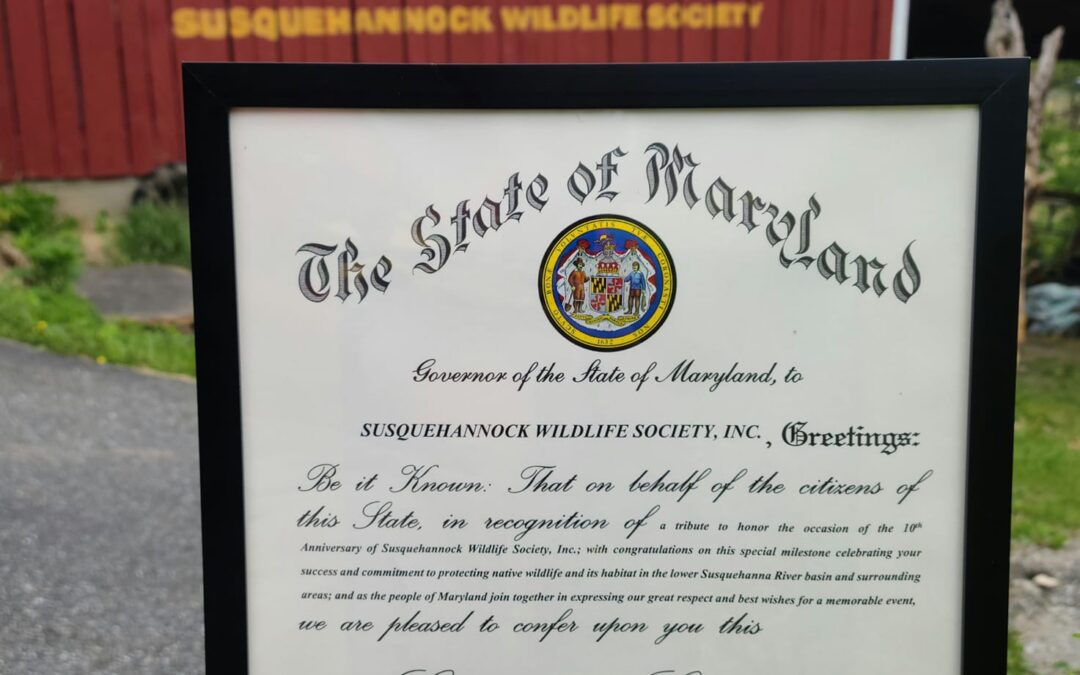 SUSQUEHANNOCK WILDLIFE SOCIETY
The State of Maryland
Governor of the State of Maryland, to
SUSQUEHANNOCK WILDLIFE SOCIETY, INC., Greetings:
Be it Known: That on behalf of the citizens of
this State, in recognition of a tribute to honor the occasion of the 10th
Anniversary of Susquehannock Wildlife Society, Inc.; with congratulations on this special milestone celebrating your
success and commitment to protecting native wildlife and its habitat in the lower Susquehanna River basin and surrounding
areas; and as the people of Maryland join together in expressing our great respect and best wishes for a memorable event,
we are pleased to confer upon you this